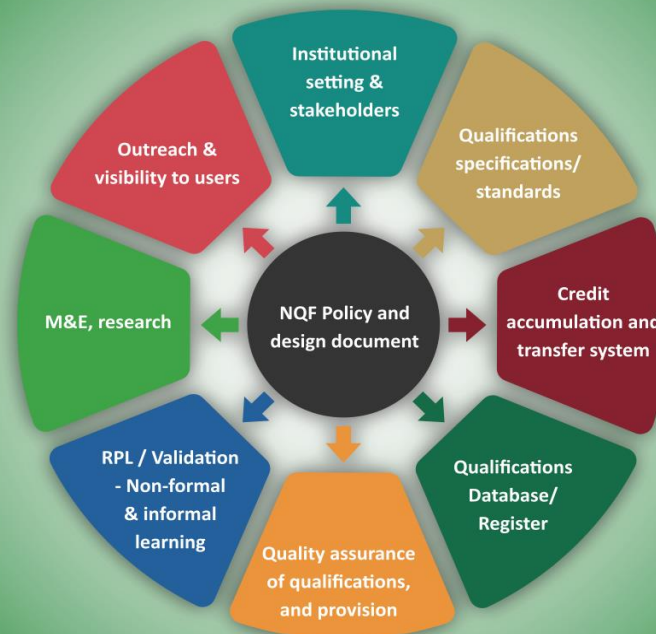 Institutional
setting &
stakeholders
Qualifications
specifications/
standards
Credit
accumulation and
transfer system
Qualifications
Database/
Register
Quality assurance
of qualifications,
and provision
RPL / Validation
- Non-formal
& informal
learning
M&E, research
Outreach &
visibility to users
NQF Policy and
design document